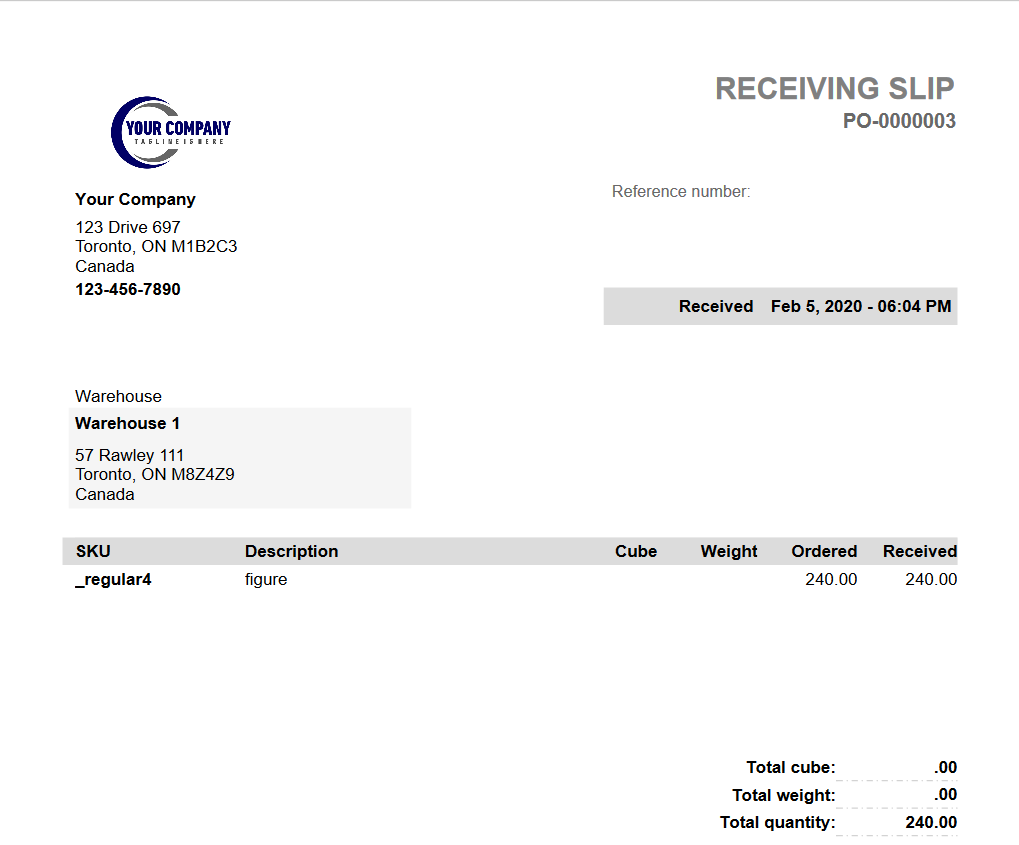 RECEIVING SLIP
PO-0000003
YOUR COMPANY
TAGLINE IS HERE
Your Company
123 Drive 697
Toronto, ON M1B2C3
Canada
123-456-7890
Reference number:
Received Feb 5, 2020 - 06:04 PM
Warehouse
Warehouse 1
57 Rawley 111
Toronto, ON M8Z4Z9
Canada
SKU Description Cube Weight Ordered Received
_regular4 figure 240.00 240.00
Total cube: .00
Total weight: .00
Total quantity: 240.00